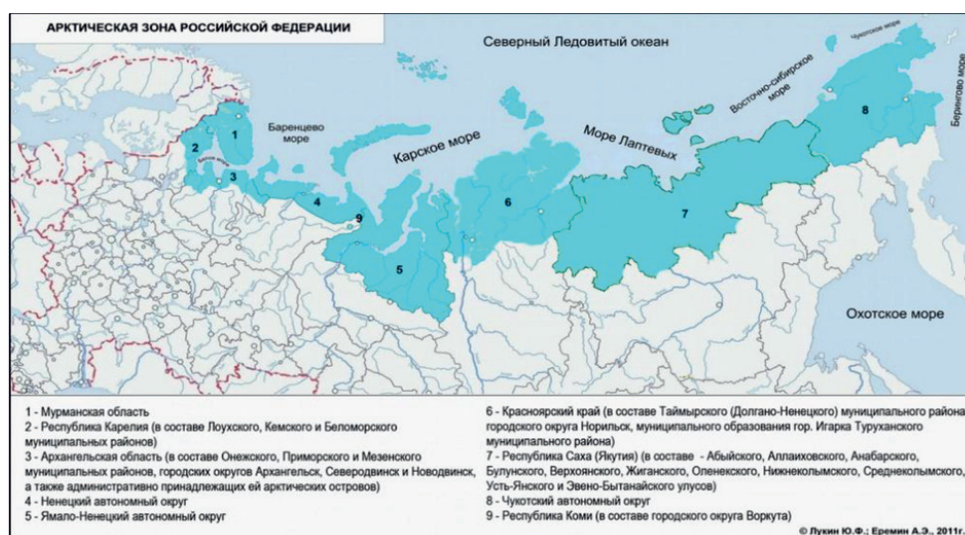 АРКТИЧЕСКАЯ ЗОНА РОССИЙСКОЙ ФЕДЕРАЦИИ
Северный Ледовитый океан
Чукотское море
Восточно-сибирское
море
Берингово море
Баренцево
море
Карское море
Море Лаптевых
Белое море
Охотское море
1
2
3
4
9
5
6
7
8
1 - Мурманская область
2 - Республика Карелия (в составе Лоухского, Кемского и Беломорского
муниципальных районов)
3 - Архангельская область (в составе Онежского, Приморского и Мезенского
муниципальных районов, городских округов Архангельск, Северодвинск и Новодвинск,
а также административно принадлежащих ей арктических островов)
4 - Ненецкий автономный округ
5 - Ямало-Ненецкий автономный округ
6 - Красноярский край (в составе Таймырского (Долгано-Ненецкого) муниципального района
городского округа Норильск, муниципального образования гор. Игарка Туруханского
муниципального района)
7 - Республика Саха (Якутия) (в составе - Абыйского, Аллаиховского, Анабарского,
Булунского, Верхоянского, Жиганского, Оленекского, Нижнеколымского, Среднеколымского,
Усть-Янского и Эвено-Бытанайского улусов)
8 - Чукотский автономный округ
9 - Республика Коми (в составе городского округа Воркута)
© Лукин Ю.Ф.; Еремин А.Э., 2011г.